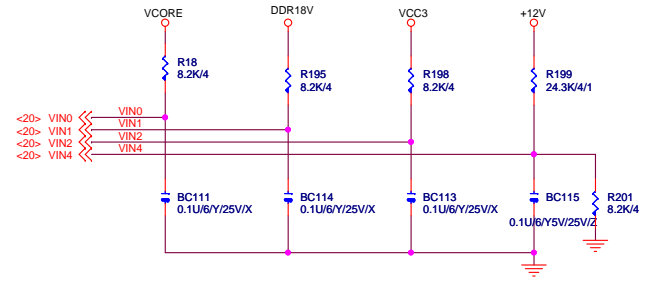 VCORE DDR18V VCC3 +12V
R18 8.2K/4
R195 8.2K/4
R198 8.2K/4
R199 24.3K/4/1
<20> VIN0 VIN0
<20> VIN1 VIN1
<20> VIN2 VIN2
<20> VIN4 VIN4
BC111 0.1U/6/Y/25V/X
BC114 0.1U/6/Y/25V/X
BC113 0.1U/6/Y/25V/X
BC115 0.1U/6/Y5V/25V/Z
R201 8.2K/4